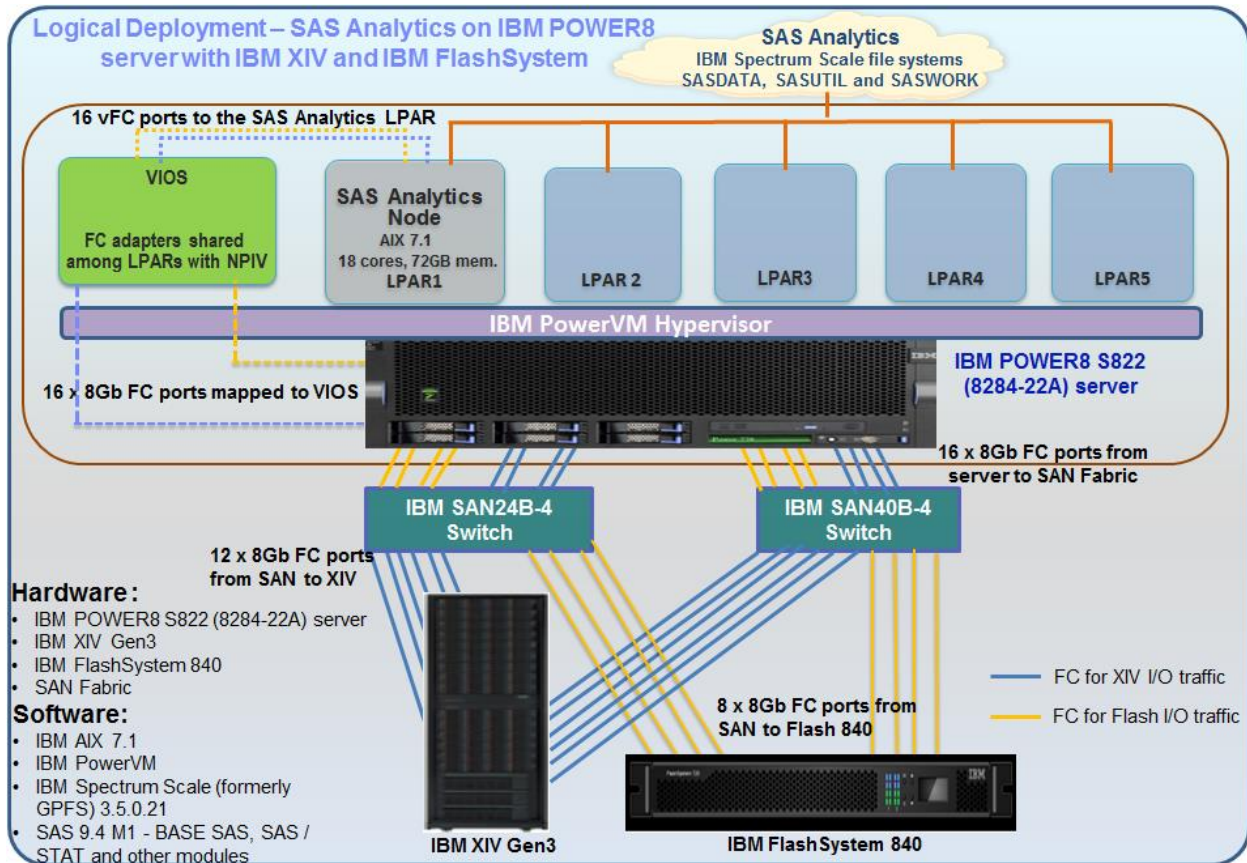 Logical Deployment – SAS Analytics on IBM POWER8
server with IBM XIV and IBM FlashSystem
SAS Analytics
IBM Spectrum Scale file systems
SASDATA, SASUTIL and SASWORK
16 vFC ports to the SAS Analytics LPAR
VIOS
FC adapters shared
among LPARs with NPIV
SAS Analytics
Node
AIX 7.1
18 cores, 72GB mem.
LPAR1
LPAR 2
LPAR3
LPAR4
LPAR5
IBM PowerVM Hypervisor
IBM
IBM POWER8 S822
(8284-22A) server
16 x 8Gb FC ports mapped to VIOS
16 x 8Gb FC ports from
server to SAN Fabric
IBM SAN24B-4
Switch
IBM SAN40B-4
Switch
12 x 8Gb FC ports
from SAN to XIV
Hardware:
• IBM POWER8 S822 (8284-22A) server
• IBM XIV Gen3
• IBM FlashSystem 840
• SAN Fabric
Software:
• IBM AIX 7.1
• IBM PowerVM
• IBM Spectrum Scale (formerly
GPFS) 3.5.0.21
• SAS 9.4 M1 - BASE SAS, SAS /
STAT and other modules
FC for XIV I/O traffic
FC for Flash I/O traffic
8 x 8Gb FC ports from
SAN to Flash 840
IBM
IBM XIV Gen3
IBM FlashSystem 840